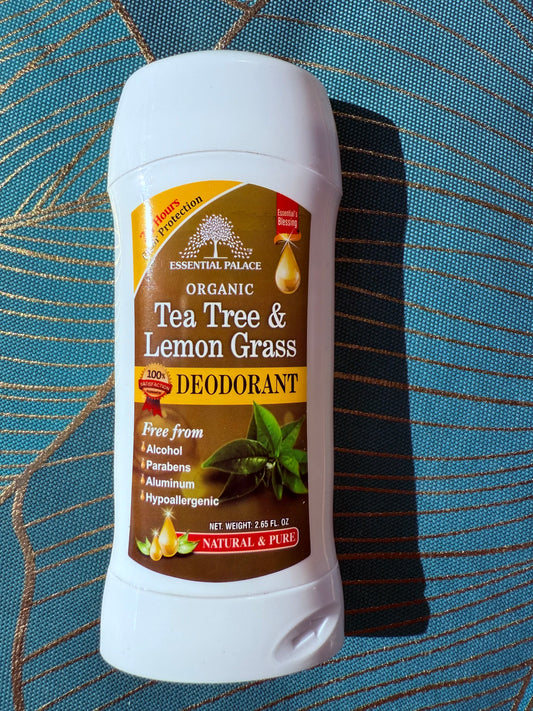 Hours
Protection
Essential's
Blessing
ESSENTIAL PALACE
ORGANIC
Tea Tree &
Lemon Grass
100%
SATISFACTION
DEODORANT
Free from
Alcohol
Parabens
Aluminum
Hypoallergenic
NET. WEIGHT: 2.65 FL. OZ
NATURAL & PURE